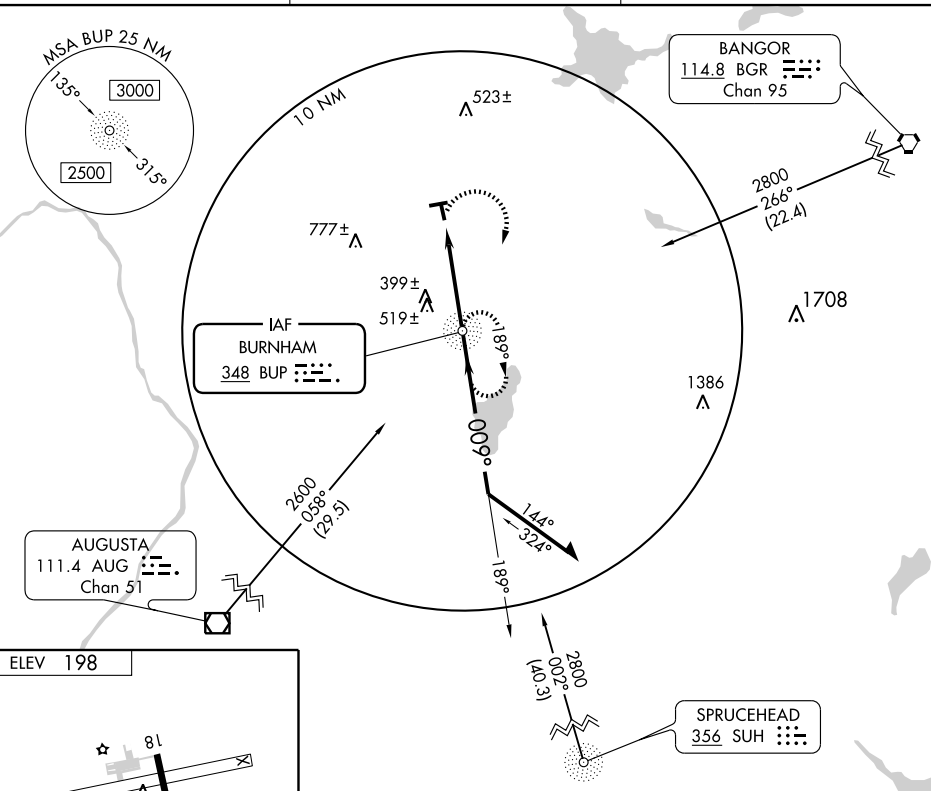 MSA BUP 25 NM
135°
3000
2500
315°
10 NM
523±
BANGOR
114.8 BGR
Chan 95
2800
266°
(22.4)
777±
399±
519±
1708
IAF
BURNHAM
348 BUP
189°
1386
009°
2600
058°
(29.5)
144°
324°
189°
AUGUSTA
111.4 AUG
Chan 51
2800
002°
(40.3)
SPRUCEHEAD
356 SUH
ELEV 198
18
X